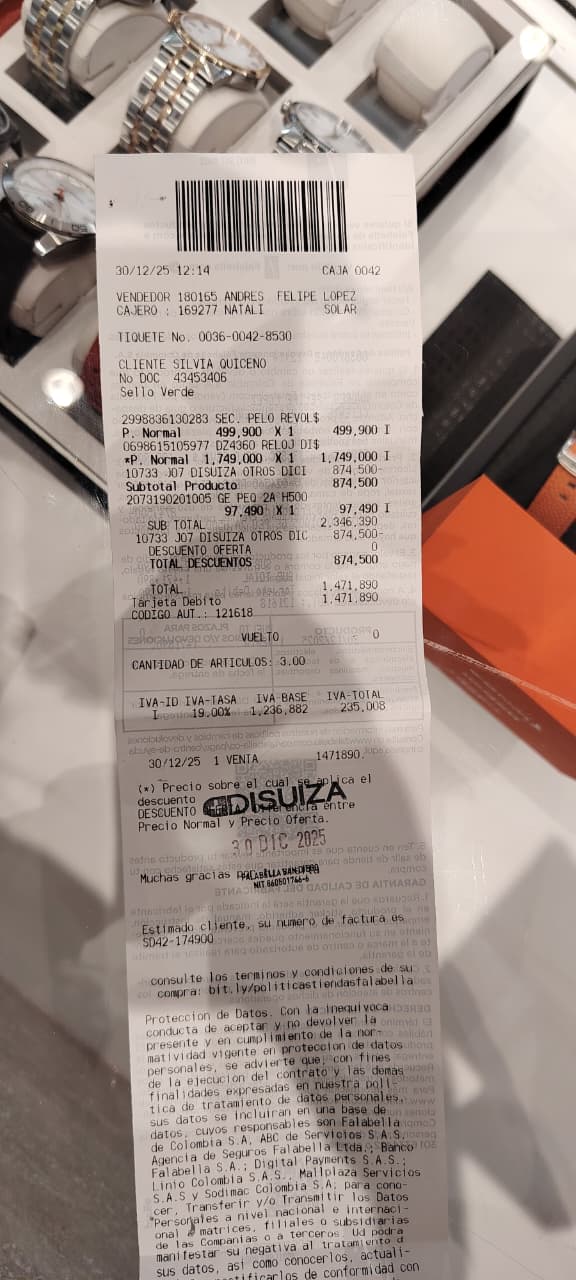 30/12/25 12:14 CAJA 0042
VENDEDOR 180165 ANDRES FELIPE LOPEZ
CAJERO : 169277 NATALI SOLAR
TIQUETE No. 0036-0042-8530
CLIENTE SILVIA QUICENO
No DOC 43453406
Sello Verde
2998836130283 SEC. PELO REVOL$
P. Normal 499,900 X 1 499,900 I
0698615105977 DZ4360 RELOJ DI$
*P. Normal 1,749,000 X 1 1,749,000 I
10733 J07 DISUIZA OTROS DICI 874,500-
Subtotal Producto 874,500
2073190201005 GE PEQ 2A H500
97,490 X 1 97,490 I
SUB TOTAL 2,346,390
10733 J07 DISUIZA OTROS DIC 874,500-
DESCUENTO OFERTA 0
TOTAL DESCUENTOS 874,500
TOTAL 1,471,890
Tarjeta Debito 1,471,890
CODIGO AUT.: 121618
VUELTO 0
CANTIDAD DE ARTICULOS: 3.00
IVA-ID IVA-TASA IVA-BASE IVA-TOTAL
I 19.00% 1,236,882 235,008
30/12/25 1 VENTA 1471890.
(*) Precio sobre el cual se aplica el
descuento
DISUIZA
DESCUENTO Diferencia entre
Precio Normal y Precio Oferta.
30 DIC 2025
Muchas gracias por
FALABELLA SAN DIEGO
NIT 860501766-6
Estimado cliente, su numero de factura es
SD42-174900
consulte los terminos y condiciones de su
compra: bit.ly/politicastiendasfalabella
Proteccion de Datos. Con la inequivoca
conducta de aceptar y no devolver la
presente y en cumplimiento de la nor-
matividad vigente en proteccion de datos
personales, se advierte que, con fines
de la ejecucion del contrato y las demas
finalidades expresadas en nuestra poli
tica de tratamiento de datos personales,
sus datos se incluiran en una base de
datos, cuyos responsables son Falabella
de Colombia S.A, ABC de Servicios S.A.S,
Agencia de Seguros Falabella Ltda.; Banco
Falabella S.A.; Digital Payments S.A.S.;
Linio Colombia S.A.S., Mallplaza Servicios
S.A.S y Sodimac Colombia S.A; para cono-
cer, Transferir y/o Transmitir los Datos
Personales a nivel nacional e internaci-
onal a matrices, filiales o subsidiarias
de las Companias o a terceros. Ud podra
manifestar su negativa al tratamiento d
sus datos, asi como conocerlos, actuali-
rectificarlos de conformidad con